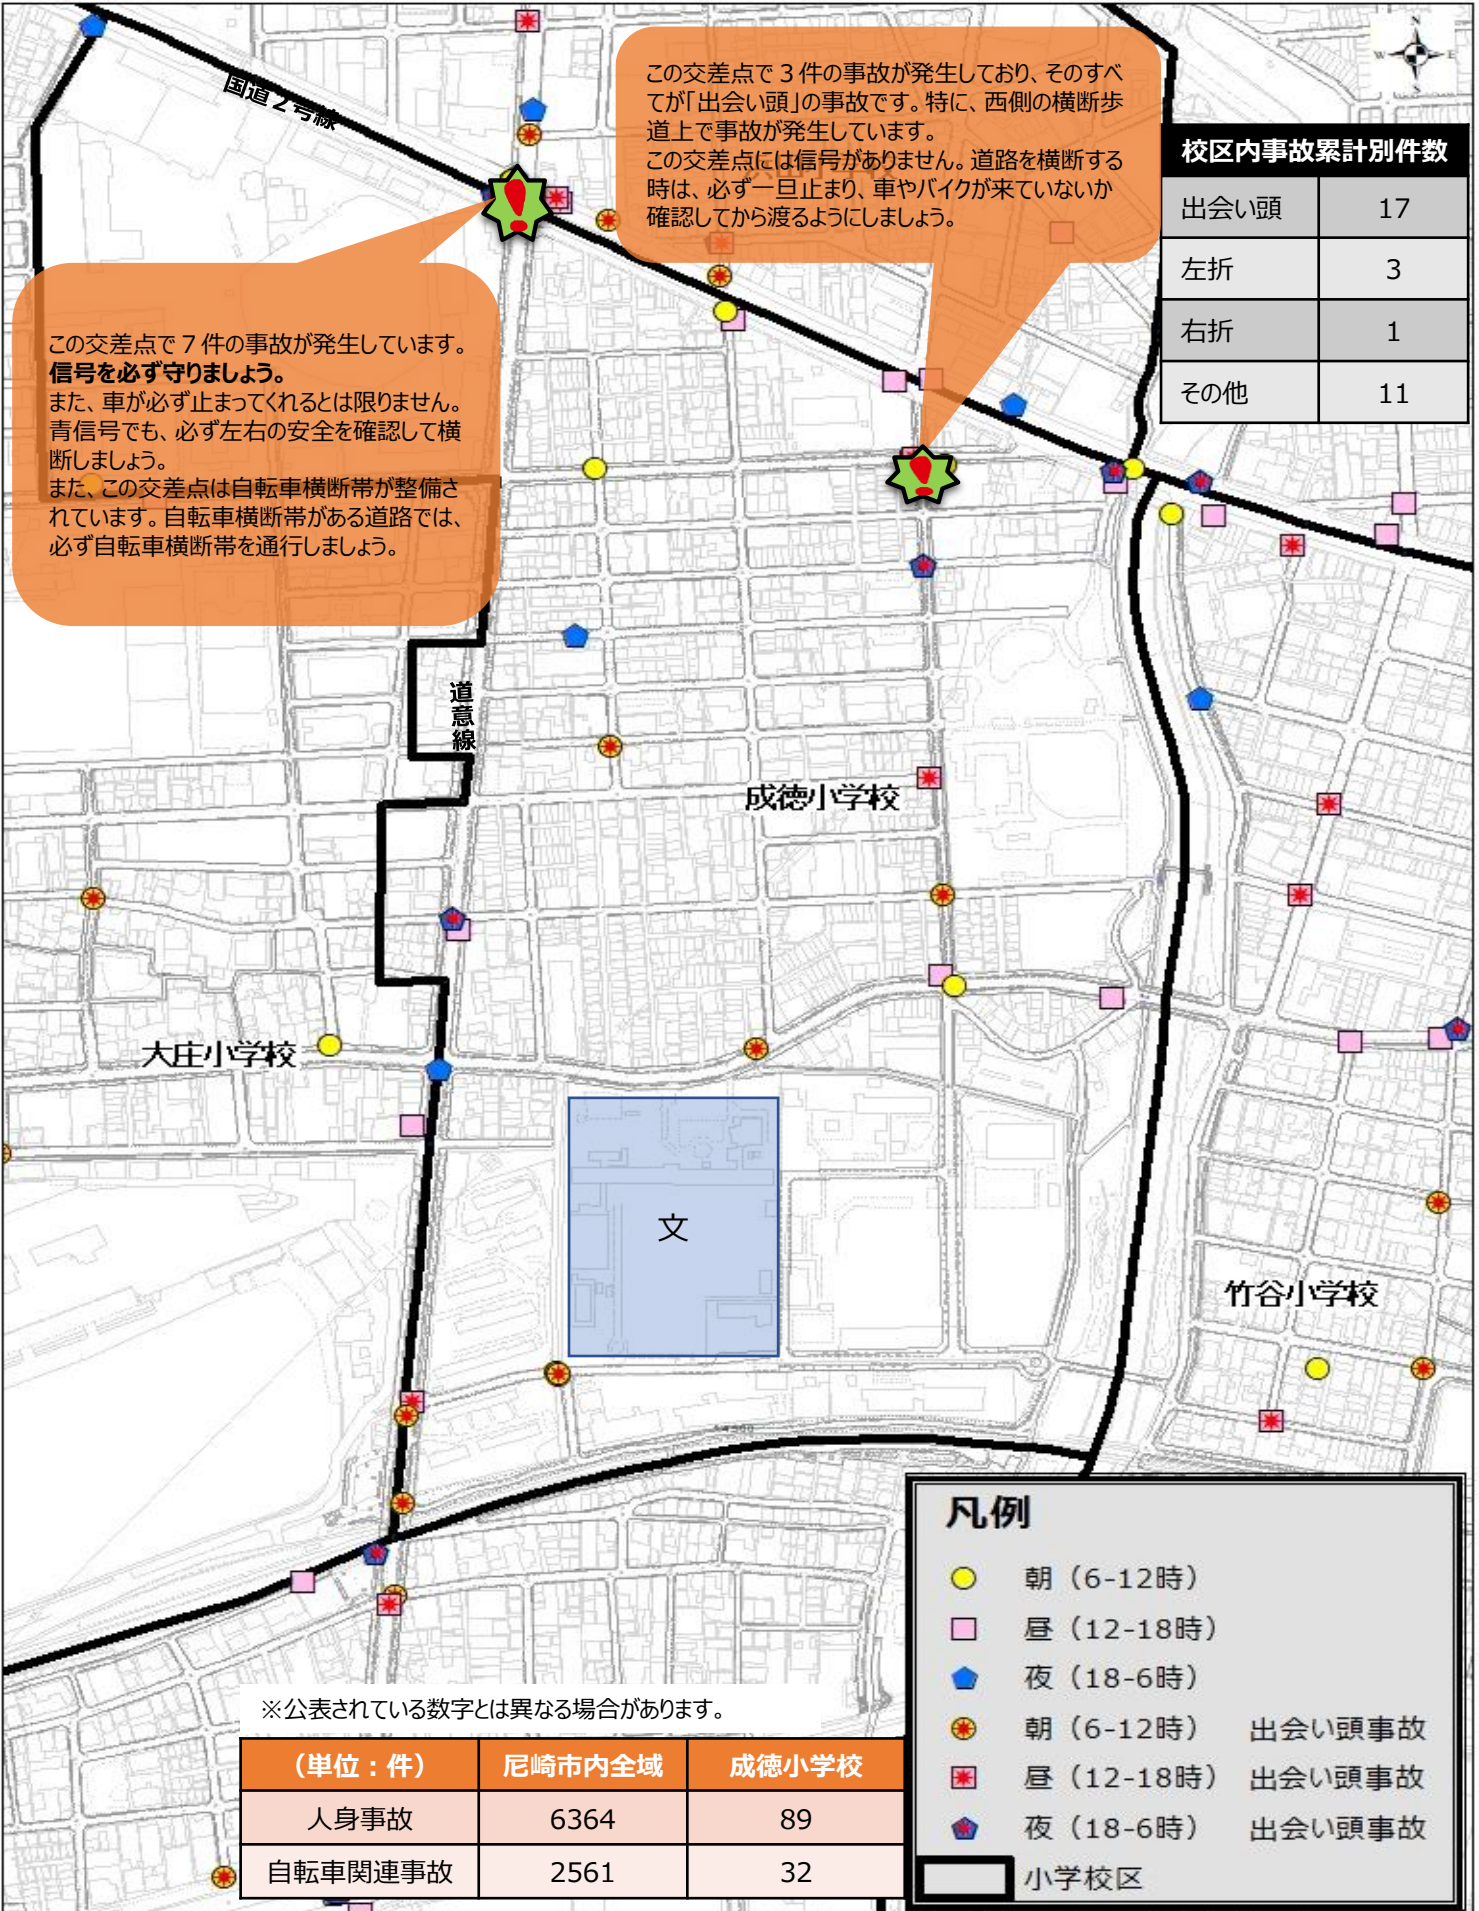 国道２号線
この交差点で３件の事故が発生しており、そのすべ
てが「出会い頭」の事故です。特に、西側の横断歩
道上で事故が発生しています。
この交差点には信号がありません。道路を横断する
時は、必ず一旦止まり、車やバイクが来ていないか
確認してから渡るようにしましょう。
N
W E
S
校区内事故累計別件数
出会い頭 17
左折 3
右折 1
その他 11
この交差点で７件の事故が発生しています。
信号を必ず守りましょう。
また、車が必ず止まってくれるとは限りません。
青信号でも、必ず左右の安全を確認して横
断しましょう。
また、この交差点は自転車横断帯が整備さ
れています。自転車横断帯がある道路では、
必ず自転車横断帯を通行しましょう。
道意線
成徳小学校
大庄小学校
文
竹谷小学校
凡例
朝（6-12時）
昼（12-18時）
夜（18-6時）
朝（6-12時） 出会い頭事故
昼（12-18時） 出会い頭事故
夜（18-6時） 出会い頭事故
小学校区
※公表されている数字とは異なる場合があります。
（単位：件） 尼崎市内全域 成徳小学校
人身事故 6364 89
自転車関連事故 2561 32